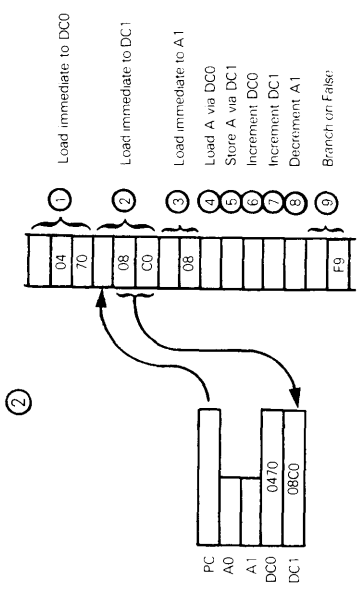 ②
04
70
① Load immediate to DC0
08
C0
② Load immediate to DC1
08
③ Load immediate to A1
④ Load A via DC0
⑤ Store A via DC1
⑥ Increment DC0
⑦ Increment DC1
⑧ Decrement A1
F9
⑨ Branch on False
PC
A0
A1
DC0 0470
DC1 08C0